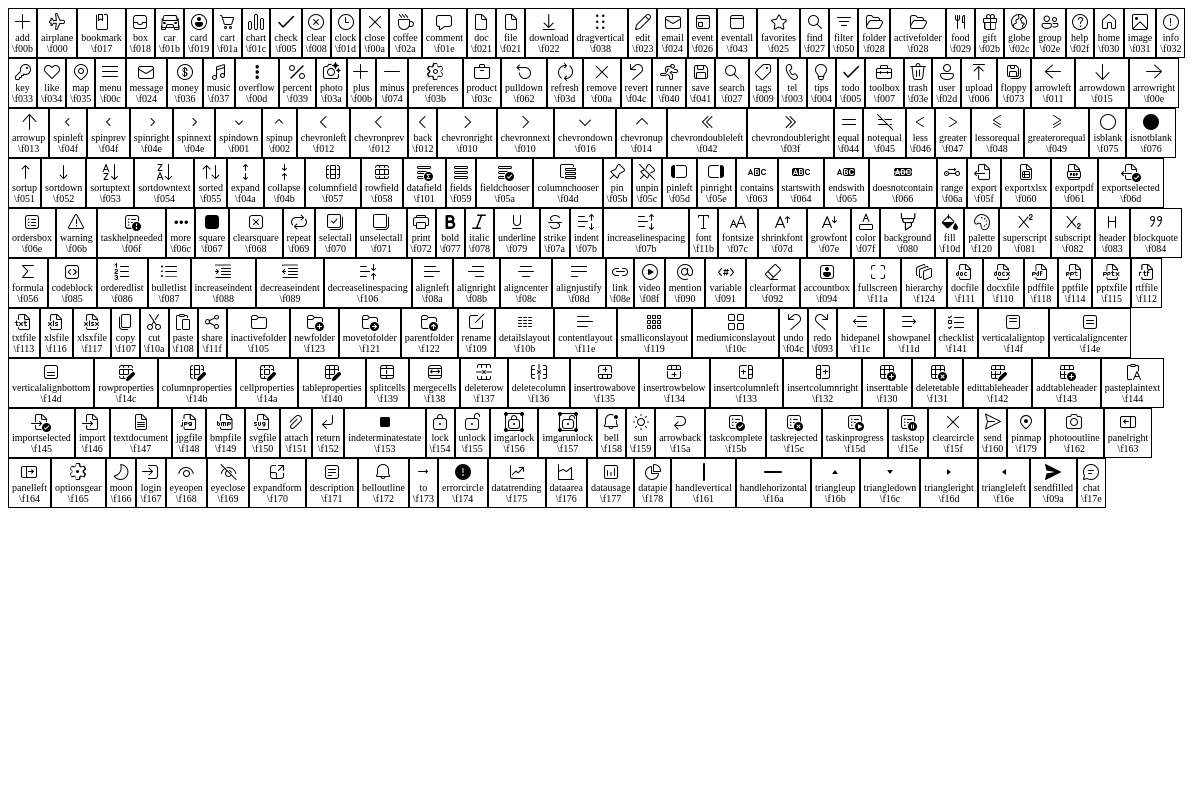 add airplane bookmark box car card cart chart check clear clock close coffee comment doc file download dragvertical edit email event eventall favorites find filter folder activefolder food gift globe group help home image info
\f00b \f000 \f017 \f018 \f01b \f019 \f01a \f01c \f005 \f008 \f01d \f00a \f02a \f01e \f021 \f021 \f022 \f038 \f023 \f024 \f026 \f043 \f025 \f027 \f050 \f028 \f028 \f029 \f02b \f02c \f02e \f02f \f030 \f031 \f032
key like map menu message money music overflow percent photo plus minus preferences product pulldown refresh remove revert runner save search tags tel tips todo toolbox trash user upload floppy arrowleft arrowdown arrowright
\f033 \f034 \f035 \f00c \f024 \f036 \f037 \f00d \f039 \f03a \f00b \f074 \f03b \f03c \f062 \f03d \f00a \f04c \f040 \f041 \f027 \f009 \f003 \f004 \f005 \f007 \f03e \f02d \f006 \f073 \f011 \f015 \f00e
arrowup spinleft spinprev spinright spinnext spindown spinup chevronleft chevronprev back chevronright chevronnext chevrondown chevronup chevrondoubleleft chevrondoubleright equal notequal less greater lessorequal greaterorequal isblank isnotblank
\f013 \f04f \f04f \f04e \f04e \f001 \f002 \f012 \f012 \f012 \f010 \f010 \f016 \f014 \f042 \f03f \f044 \f045 \f046 \f047 \f048 \f049 \f075 \f076
sortup sortdown sortuptext sortdowntext sorted expand collapse columnfield rowfield datafield fields fieldchooser columnchooser pin unpin pinleft pinright contains startswith endswith doesnotcontain range export exportxlsx exportpdf exportselected
\f051 \f052 \f053 \f054 \f055 \f04a \f04b \f057 \f058 \f101 \f059 \f05a \f04d \f05b \f05c \f05d \f05e \f063 \f064 \f065 \f066 \f06a \f05f \f060 \f061 \f06d
ordersbox warning taskhelpneeded more square clearsquare repeat selectall unselectall print bold italic underline strike indent increaselinespacing font fontsize shrinkfont growfont color background fill palette superscript subscript header blockquote
\f06e \f06b \f06f \f06c \f067 \f068 \f069 \f070 \f071 \f072 \f077 \f078 \f079 \f07a \f07b \f07b \f11b \f07c \f07d \f07e \f07f \f080 \f10d \f120 \f081 \f082 \f083 \f084
formula codeblock orderedlist bulletlist increaseindent decreaseindent decreaselinespacing alignleft alignright aligncenter alignjustify link video mention variable clearformat accountbox fullscreen hierarchy docfile docxfile pdffile pptfile pptxfile rtffile
\f056 \f085 \f086 \f087 \f088 \f089 \f106 \f08a \f08b \f08c \f08d \f08e \f08f \f090 \f091 \f092 \f094 \f11a \f124 \f111 \f110 \f118 \f114 \f115 \f112
txtfile xlsfile xlsxfile copy cut paste share inactivefolder newfolder movetofolder parentfolder rename detailslayout contentlayout smalliconslayout mediumiconslayout undo redo hidepanel showpanel checklist verticalaligntop verticalaligncenter
\f113 \f116 \f117 \f107 \f10a \f108 \f11f \f105 \f123 \f121 \f122 \f109 \f10b \f11e \f119 \f10c \f04c \f093 \f11c \f11d \f141 \f14f \f14e
verticalalignbottom rowproperties columnproperties cellproperties tableproperties splitcells mergecells deleterow deletecolumn insertrowabove insertrowbelow insertcolumnleft insertcolumnright inserttable deletetable edittableheader addtableheader pasteplaintext
\f14d \f14c \f14b \f14a \f140 \f139 \f138 \f137 \f136 \f135 \f134 \f133 \f132 \f130 \f131 \f142 \f143 \f144
importselected import textdocument jpgfile bmpfile svgfile attach return indeterminatestate lock unlock imgarlock imgarunlock bell sun arrowback taskcomplete taskrejected taskinprogress taskstop clearcircle send pinmap photooutline panelright
\f145 \f146 \f147 \f148 \f149 \f150 \f151 \f152 \f153 \f154 \f155 \f156 \f157 \f158 \f159 \f15a \f15b \f15c \f15d \f15e \f15f \f160 \f179 \f162 \f163
panelleft optionsgear moon login eyeopen eyeclose expandform description belloutline to errorcircle datatrending dataarea datausage datapie handlevertical handlehorizontal triangleup triangledown triangleright triangleleft sendfilled chat
\f164 \f165 \f166 \f167 \f168 \f169 \f170 \f171 \f172 \f173 \f174 \f175 \f176 \f177 \f178 \f161 \f16a \f16b \f16c \f16d \f16e \f09a \f17e